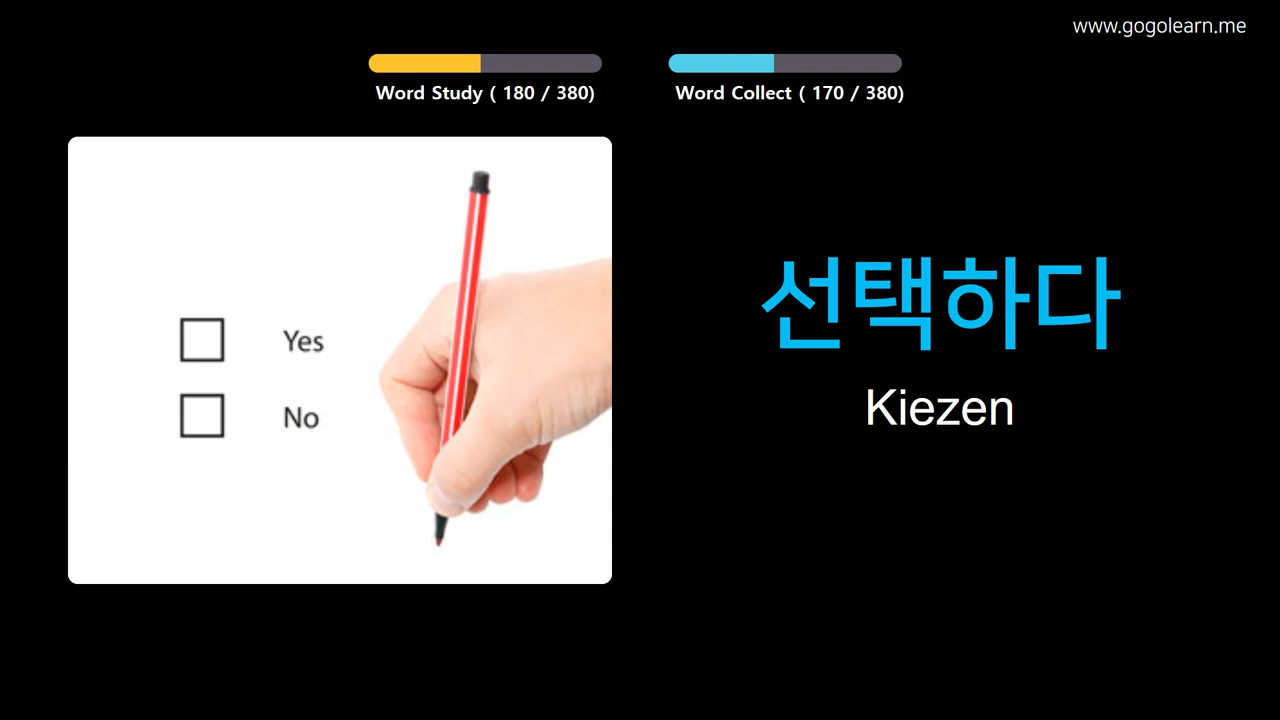 www.gogolearn.me
Word Study ( 180 / 380)
Word Collect ( 170 / 380)
Yes
No
선택하다
Kiezen